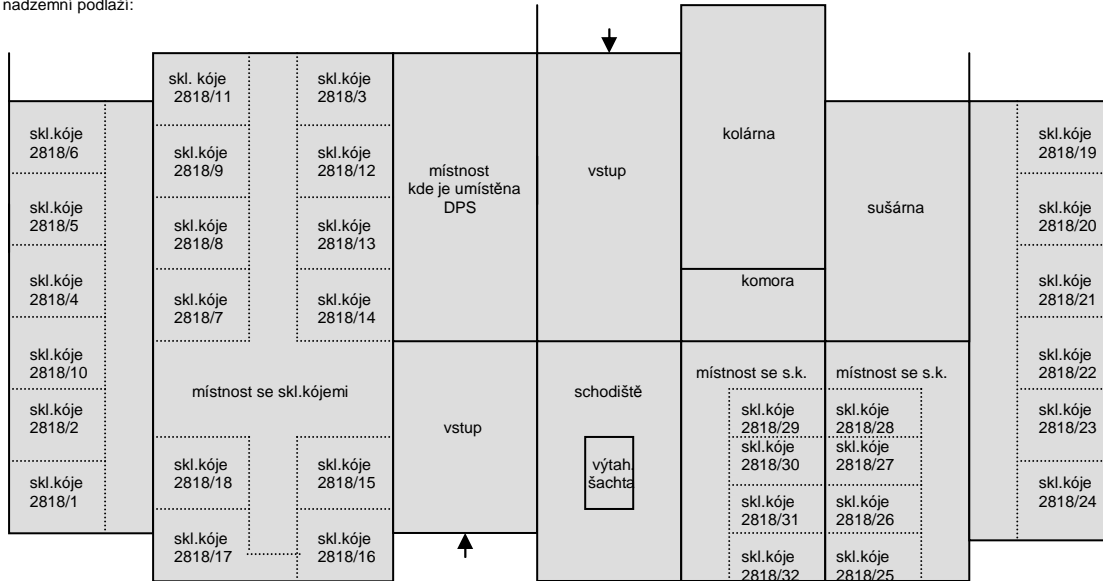 nadzemní podlaží:
skl.kóje
2818/6
skl.kóje
2818/5
skl.kóje
2818/4
skl.kóje
2818/10
skl.kóje
2818/2
skl.kóje
2818/1
skl. kóje
2818/11
skl.kóje
2818/9
skl.kóje
2818/8
skl.kóje
2818/7
skl.kóje
2818/3
skl.kóje
2818/12
skl.kóje
2818/13
skl.kóje
2818/14
místnost se skl.kójemi
skl.kóje
2818/18
skl.kóje
2818/17
skl.kóje
2818/15
skl.kóje
2818/16
místnost
kde je umístěna
DPS
vstup
vstup
schodiště
výtah.
šachta
kolárna
komora
sušárna
místnost se s.k.
skl.kóje
2818/29
skl.kóje
2818/30
skl.kóje
2818/31
skl.kóje
2818/32
místnost se s.k.
skl.kóje
2818/28
skl.kóje
2818/27
skl.kóje
2818/26
skl.kóje
2818/25
skl.kóje
2818/19
skl.kóje
2818/20
skl.kóje
2818/21
skl.kóje
2818/22
skl.kóje
2818/23
skl.kóje
2818/24